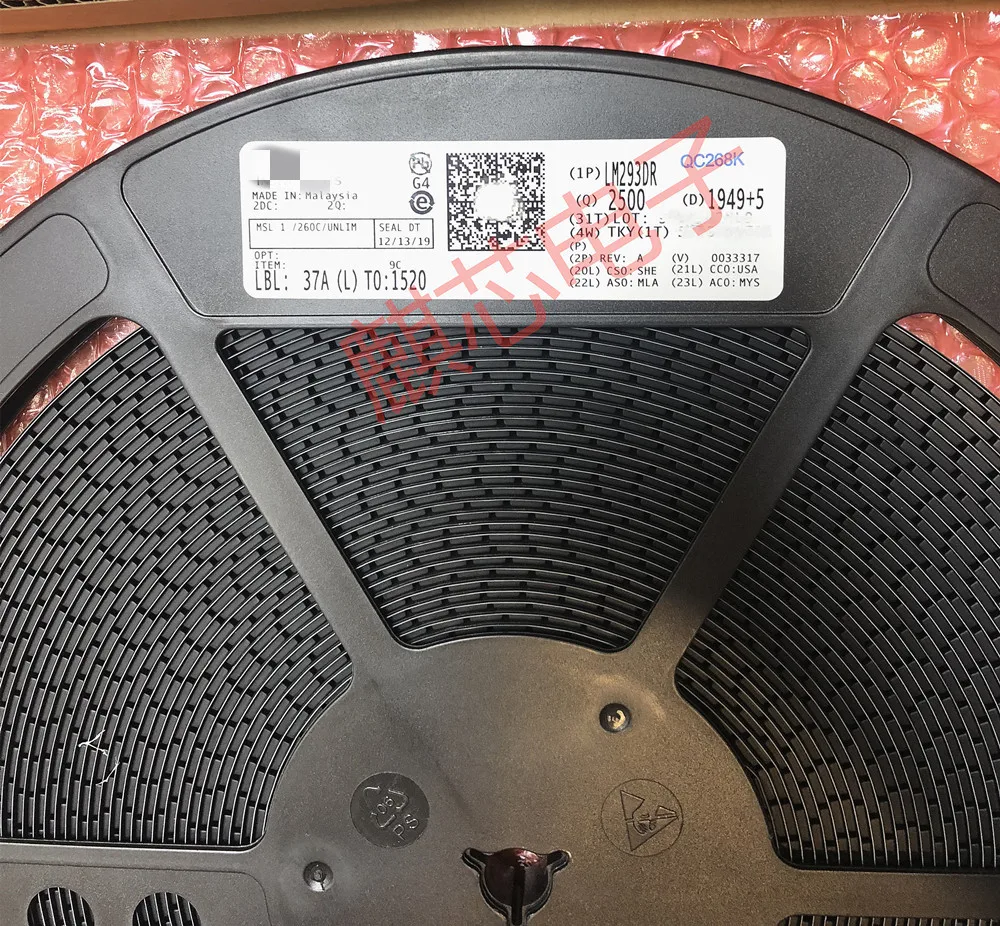 G4
MADE IN: Malaysia
2DC: 2Q:
MSL 1 /260C/UNLIM
SEAL DT
12/13/19
OPT:
ITEM: 9C
LBL: 37A (L) TO:1520
QC268K
(1P) LM293DR
(Q) 2500 (D) 1949+5
(31T) LOT:
(4W) TKY (1T)
(P)
(2P) REV: A (V) 0033317
(20L) CSO: SHE (21L) CCO:USA
(22L) ASO: MLA (23L) ACO: MYS
麒芯电子
PS